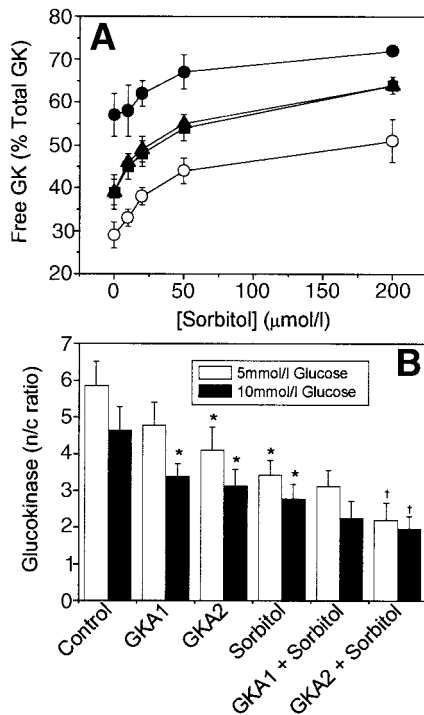 A
Free GK (% Total GK)
80
70
60
50
40
30
20
0 50 100 150 200
[Sorbitol] (μmol/l)
B
Glucokinase (n/c ratio)
7
6
5
4
3
2
1
0
5mmol/l Glucose
10mmol/l Glucose
* * * * * † †
Control
GKA1
GKA2
Sorbitol
GKA1 + Sorbitol
GKA2 + Sorbitol